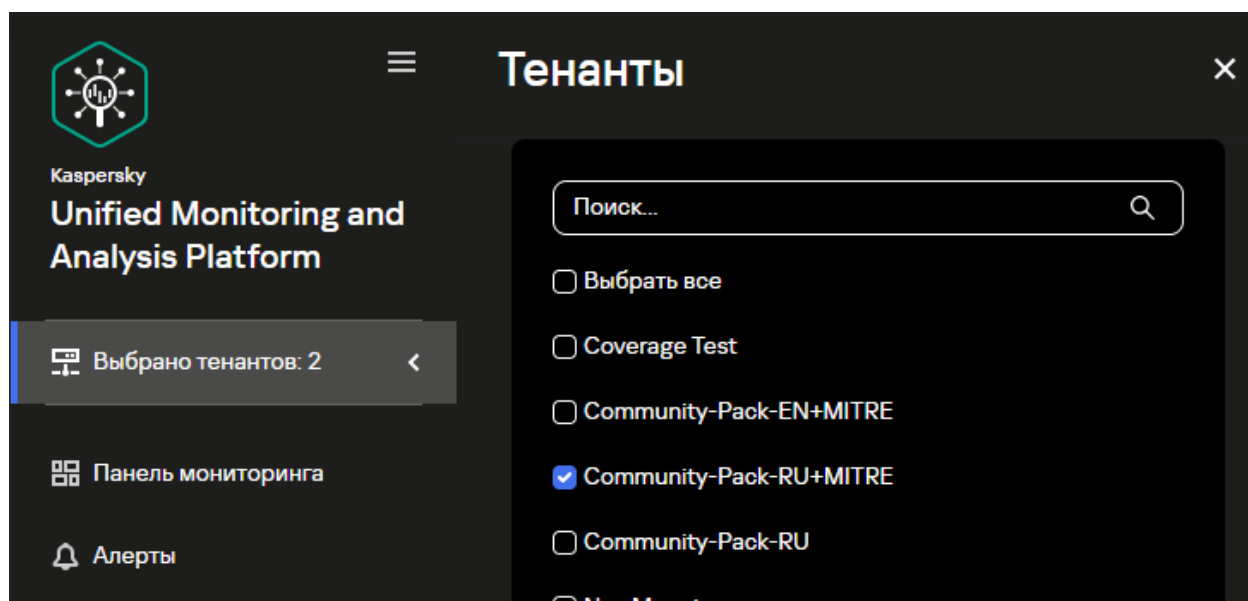 Тенанты
Kaspersky
Unified Monitoring and
Analysis Platform
Выбрано тенантов: 2
Панель мониторинга
Алерты
Поиск...
Выбрать все
Coverage Test
Community-Pack-EN+MITRE
Community-Pack-RU+MITRE
Community-Pack-RU